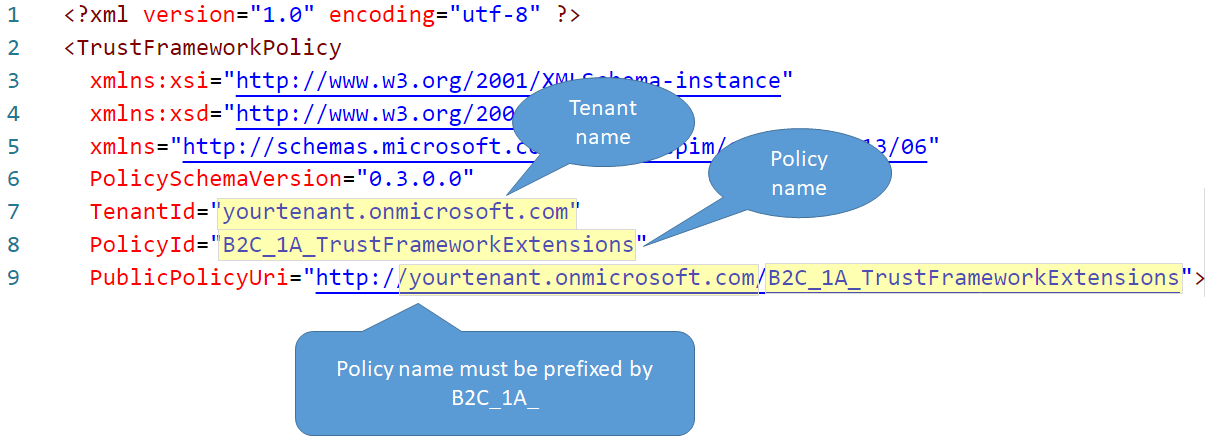 1 <?xml version="1.0" encoding="utf-8" ?>
2 <TrustFrameworkPolicy
3 xmlns:xsi="http://www.w3.org/2001/XMLSchema-instance"
4 xmlns:xsd="http://www.w3.org/200
5 xmlns="http://schemas.microsoft.co pim/ 13/06"
6 PolicySchemaVersion="0.3.0.0"
7 TenantId="yourtenant.onmicrosoft.com"
8 PolicyId="B2C_1A_TrustFrameworkExtensions"
9 PublicPolicyUri="http://yourtenant.onmicrosoft.com/B2C_1A_TrustFrameworkExtensions">
Tenant
name
Policy
name
Policy name must be prefixed by
B2C_1A_